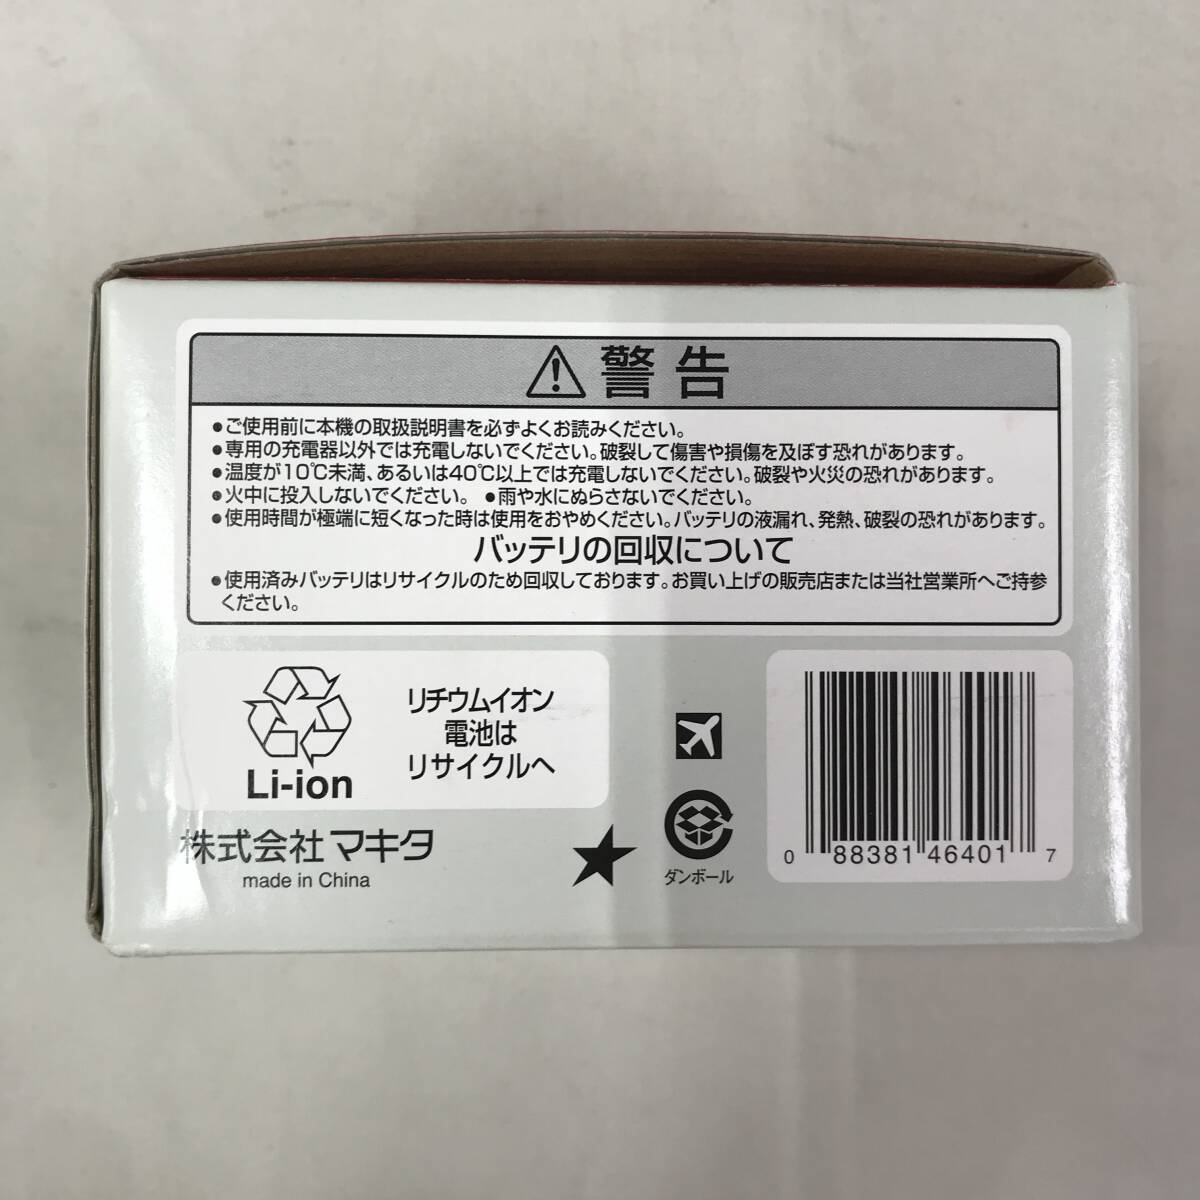 警告
●ご使用前に本機の取扱説明書を必ずよくお読みください。
●専用の充電器以外では充電しないでください。破裂して傷害や損傷を及ぼす恐れがあります。
●温度が10℃未満、あるいは40℃以上では充電しないでください。破裂や火災の恐れがあります。
●火中に投入しないでください。 ●雨や水にぬらさないでください。
●使用時間が極端に短くなった時は使用をおやめください。バッテリの液漏れ、発熱、破裂の恐れがあります。
バッテリの回収について
●使用済みバッテリはリサイクルのため回収しております。お買い上げの販売店または当社営業所へご持参
ください。
Li-ion
リチウムイオン
電池は
リサイクルへ
株式会社 マキタ
made in China
ダンボール
0 88381 46401 7